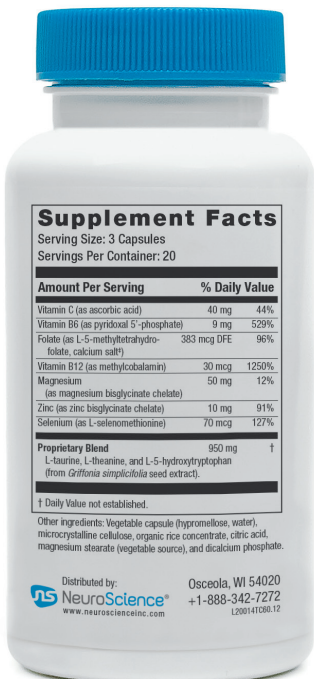 ns
Supplement Facts
Serving Size: 3 Capsules
Servings Per Container: 20
Amount Per Serving % Daily Value
Vitamin C (as ascorbic acid) 40 mg 44%
Vitamin B6 (as pyridoxal 5'-phosphate) 9 mg 529%
Folate (as L-5-methyltetrahydro- 383 mcg DFE 96%
folate, calcium salt‡)
Vitamin B12 (as methylcobalamin) 30 mcg 1250%
Magnesium 50 mg 12%
(as magnesium bisglycinate chelate)
Zinc (as zinc bisglycinate chelate) 10 mg 91%
Selenium (as L-selenomethionine) 70 mcg 127%
Proprietary Blend 950 mg †
L-taurine, L-theanine, and L-5-hydroxytryptophan
(from Griffonia simplicifolia seed extract).
† Daily Value not established.
Other ingredients: Vegetable capsule (hypromellose, water),
microcrystalline cellulose, organic rice concentrate, citric acid,
magnesium stearate (vegetable source), and dicalcium phosphate.
Distributed by:
ns NeuroScience®
www.neuroscienceinc.com
Osceola, WI 54020
+1-888-342-7272
L20014TC60.12